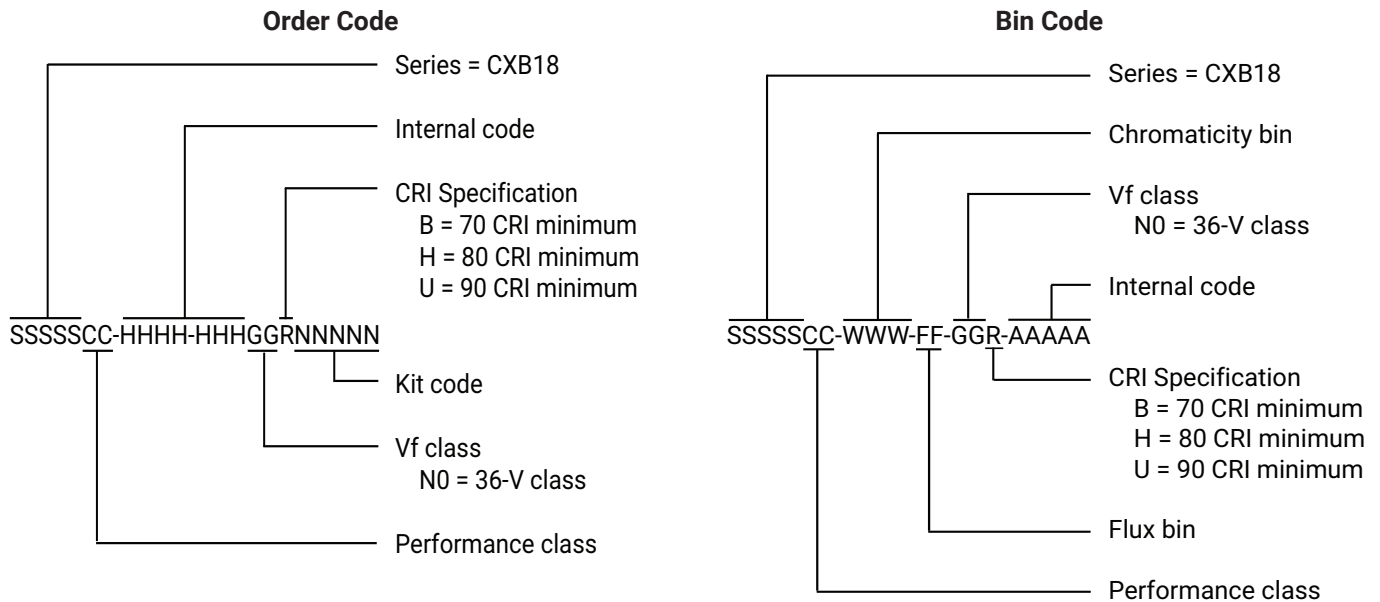 Order Code
Series = CXB18
Internal code
CRI Specification
B = 70 CRI minimum
H = 80 CRI minimum
U = 90 CRI minimum
SSSSSCC-HHHH-HHHGGRNNNNN
Kit code
Vf class
N0 = 36-V class
Performance class
Bin Code
Series = CXB18
Chromaticity bin
Vf class
N0 = 36-V class
Internal code
SSSSSCC-WWW-FF-GGR-AAAAA
CRI Specification
B = 70 CRI minimum
H = 80 CRI minimum
U = 90 CRI minimum
Flux bin
Performance class